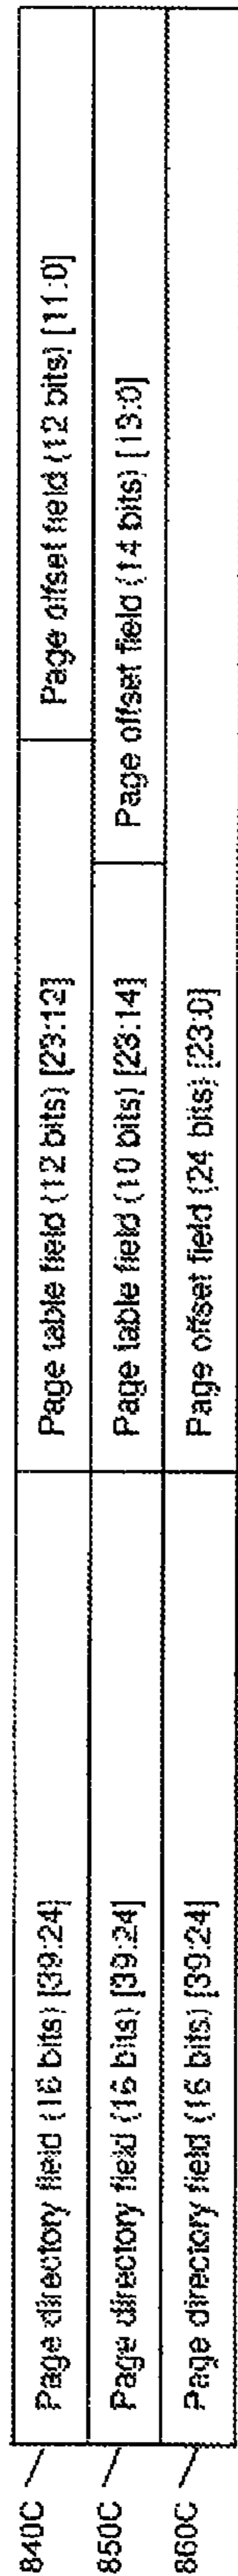 840C Page directory field (16 bits) [39:24] Page table field (12 bits) [23:12] Page offset field (12 bits) [11:0]
850C Page directory field (16 bits) [39:24] Page table field (10 bits) [23:14] Page offset field (14 bits) [13:0]
860C Page directory field (16 bits) [39:24] Page offset field (24 bits) [23:0]